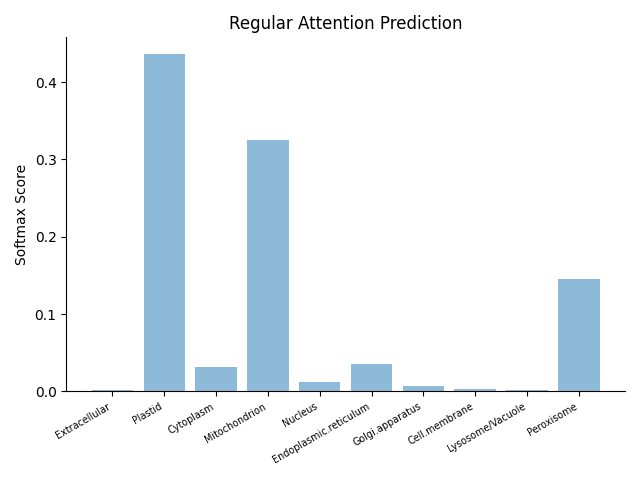 Regular Attention Prediction
Softmax Score
0.4
0.3
0.2
0.1
0.0
Extracellular
Plastid
Cytoplasm
Mitochondrion
Nucleus
Endoplasmic.reticulum
Golgi.apparatus
Cell.membrane
Lysosome/Vacuole
Peroxisome